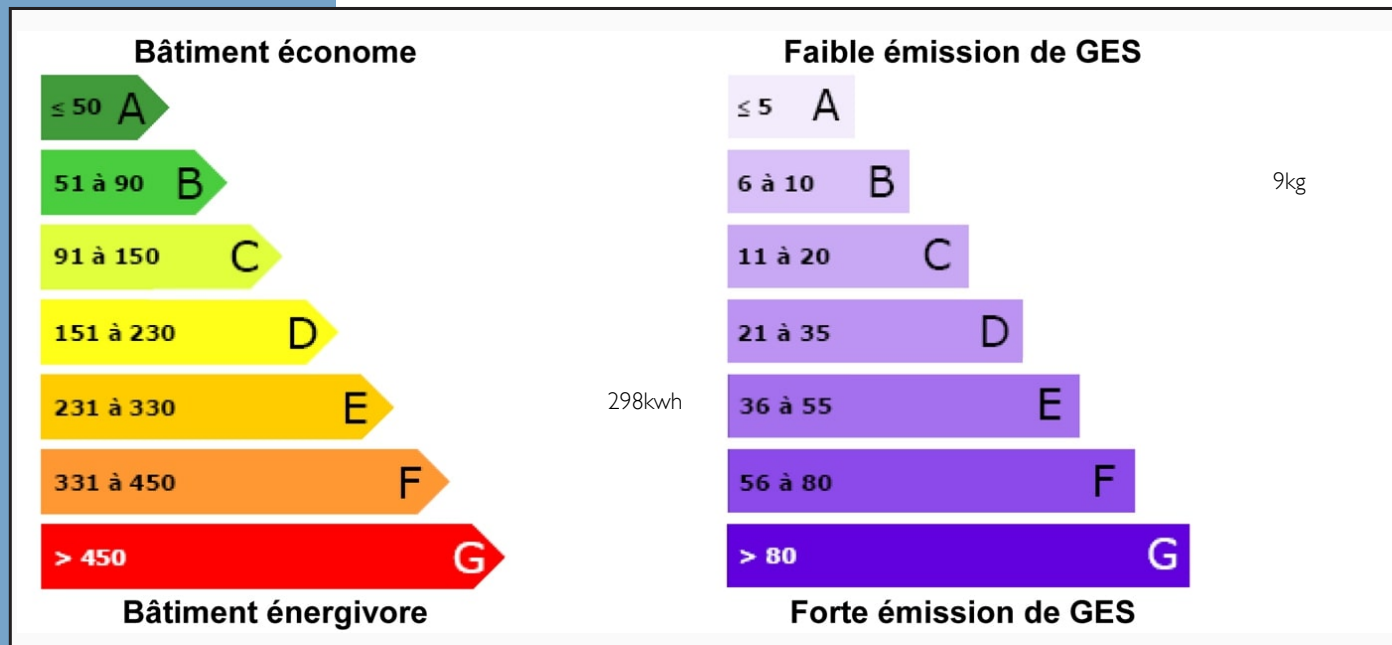 Bâtiment économe
≤ 50 A
51 à 90 B
91 à 150 C
151 à 230 D
231 à 330 E
298kwh
331 à 450 F
> 450 G
Bâtiment énergivore
Faible émission de GES
≤ 5 A
6 à 10 B
9kg
11 à 20 C
21 à 35 D
36 à 55 E
56 à 80 F
> 80 G
Forte émission de GES